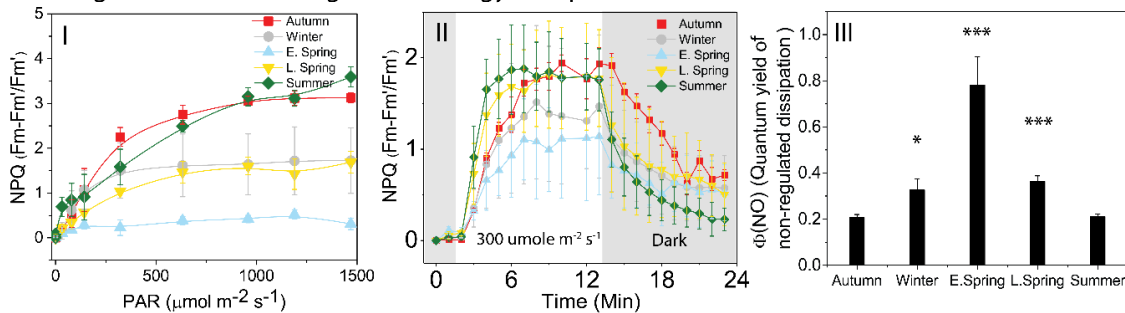 I
Autumn
Winter
E. Spring
L. Spring
Summer
NPQ (Fm-Fm'/Fm')
5
4
3
2
1
0
0
500
1000
1500
PAR (μmol m⁻² s⁻¹)
II
Autumn
Winter
E. Spring
L. Spring
Summer
NPQ (Fm-Fm'/Fm')
2
1
0
300 umole m⁻² s⁻¹
Dark
0
6
12
18
24
Time (Min)
III
***
*
***
Φ(NO) (Quantum yield of
non-regulated dissipation)
1.0
0.8
0.6
0.4
0.2
0.0
Autumn
Winter
E.Spring
L.Spring
Summer